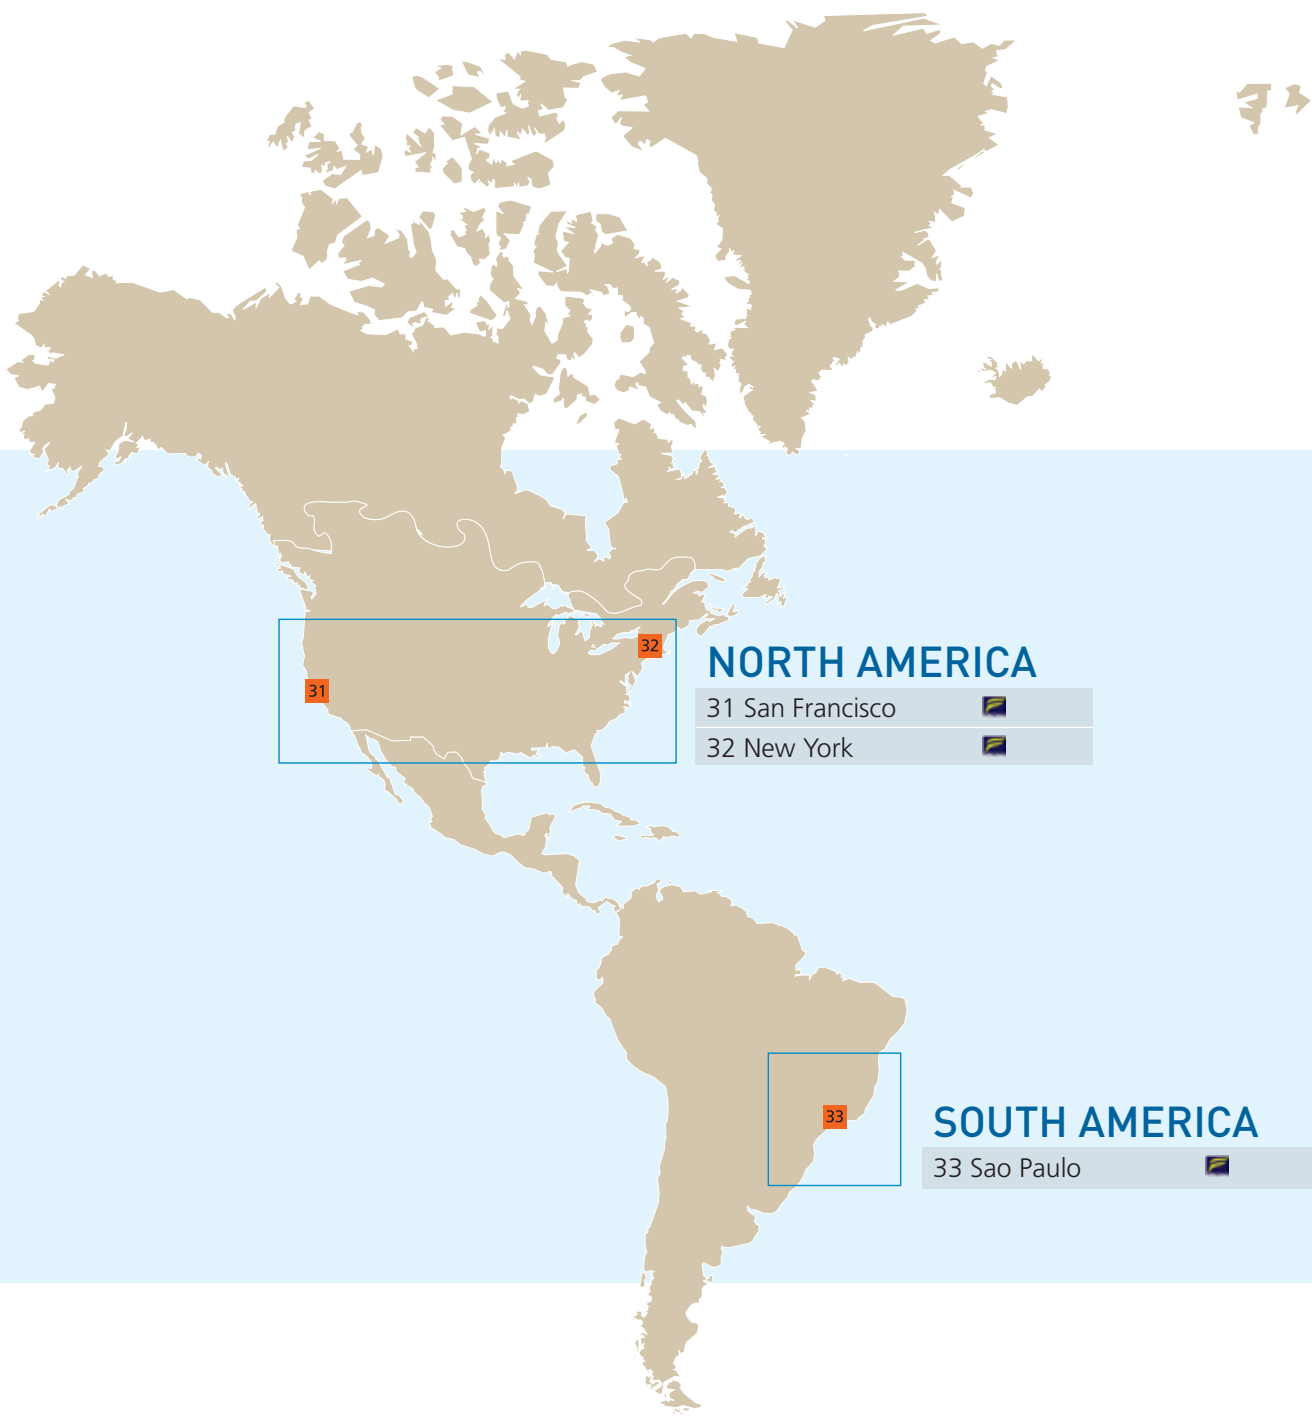 32
NORTH AMERICA
31
31 San Francisco
32 New York
33
SOUTH AMERICA
33 Sao Paulo